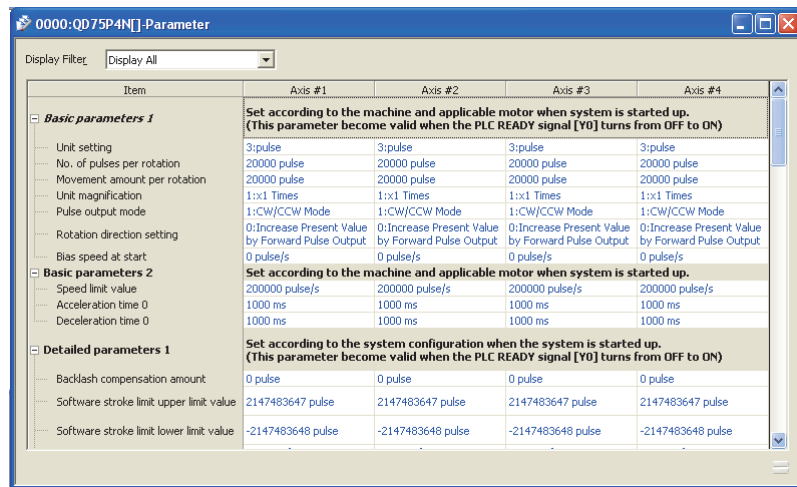 0000:QD75P4N[]-Parameter
Display Filter Display All
Item Axis #1 Axis #2 Axis #3 Axis #4
Basic parameters 1 Set according to the machine and applicable motor when system is started up.
(This parameter become valid when the PLC READY signal [Y0] turns from OFF to ON)
Unit setting 3:pulse 3:pulse 3:pulse 3:pulse
No. of pulses per rotation 20000 pulse 20000 pulse 20000 pulse 20000 pulse
Movement amount per rotation 20000 pulse 20000 pulse 20000 pulse 20000 pulse
Unit magnification 1:x1 Times 1:x1 Times 1:x1 Times 1:x1 Times
Pulse output mode 1:CW/CCW Mode 1:CW/CCW Mode 1:CW/CCW Mode 1:CW/CCW Mode
Rotation direction setting 0:Increase Present Value 0:Increase Present Value 0:Increase Present Value 0:Increase Present Value
by Forward Pulse Output by Forward Pulse Output by Forward Pulse Output by Forward Pulse Output
Bias speed at start 0 pulse/s 0 pulse/s 0 pulse/s 0 pulse/s
Basic parameters 2 Set according to the machine and applicable motor when system is started up.
Speed limit value 200000 pulse/s 200000 pulse/s 200000 pulse/s 200000 pulse/s
Acceleration time 0 1000 ms 1000 ms 1000 ms 1000 ms
Deceleration time 0 1000 ms 1000 ms 1000 ms 1000 ms
Detailed parameters 1 Set according to the system configuration when the system is started up.
(This parameter become valid when the PLC READY signal [Y0] turns from OFF to ON)
Backlash compensation amount 0 pulse 0 pulse 0 pulse 0 pulse
Software stroke limit upper limit value 2147483647 pulse 2147483647 pulse 2147483647 pulse 2147483647 pulse
Software stroke limit lower limit value -2147483648 pulse -2147483648 pulse -2147483648 pulse -2147483648 pulse